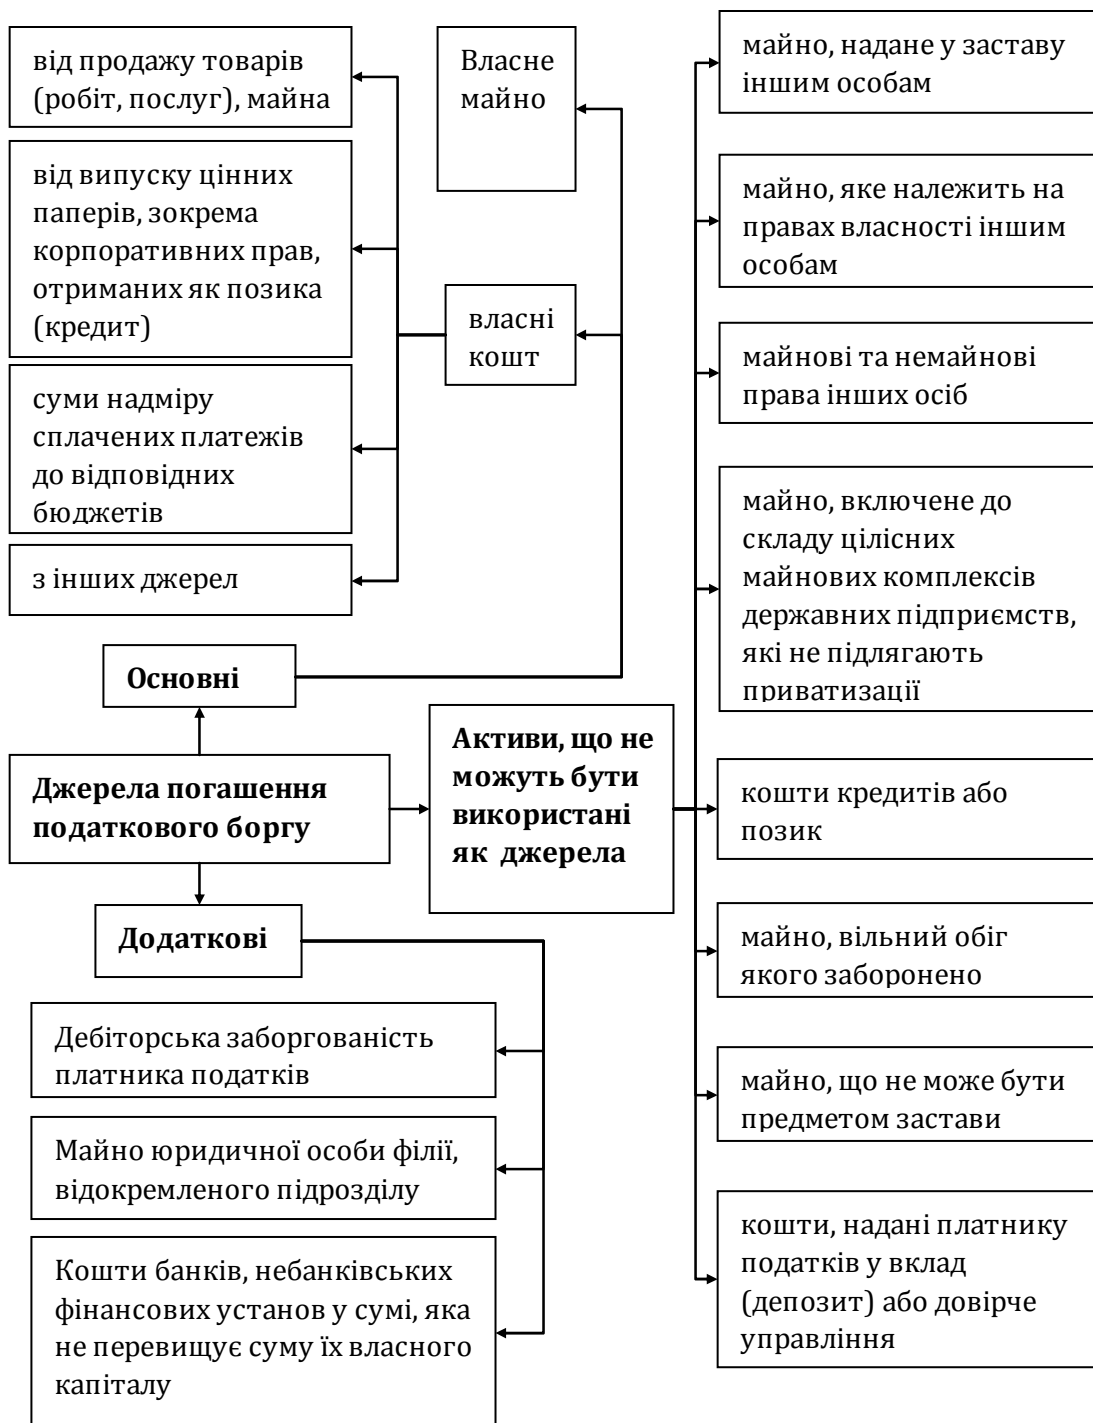 від продажу товарів
(робіт, послуг), майна
від випуску цінних
паперів, зокрема
корпоративних прав,
отриманих як позика
(кредит)
суми надміру
сплачених платежів
до відповідних
бюджетів
з інших джерел
Власне
майно
власні
кошт
Основні
Джерела погашення
податкового боргу
Додаткові
Дебіторська заборгованість
платника податків
Майно юридичної особи філії,
відокремленого підрозділу
Кошти банків, небанківських
фінансових установ у сумі, яка
не перевищує суму їх власного
капіталу
Активи, що не
можуть бути
використані
як джерела
майно, надане у заставу
іншим особам
майно, яке належить на
правах власності іншим
особам
майнові та немайнові
права інших осіб
майно, включене до
складу цілісних
майнових комплексів
державних підприємств,
які не підлягають
приватизації
кошти кредитів або
позик
майно, вільний обіг
якого заборонено
майно, що не може бути
предметом застави
кошти, надані платнику
податків у вклад
(депозит) або довірче
управління